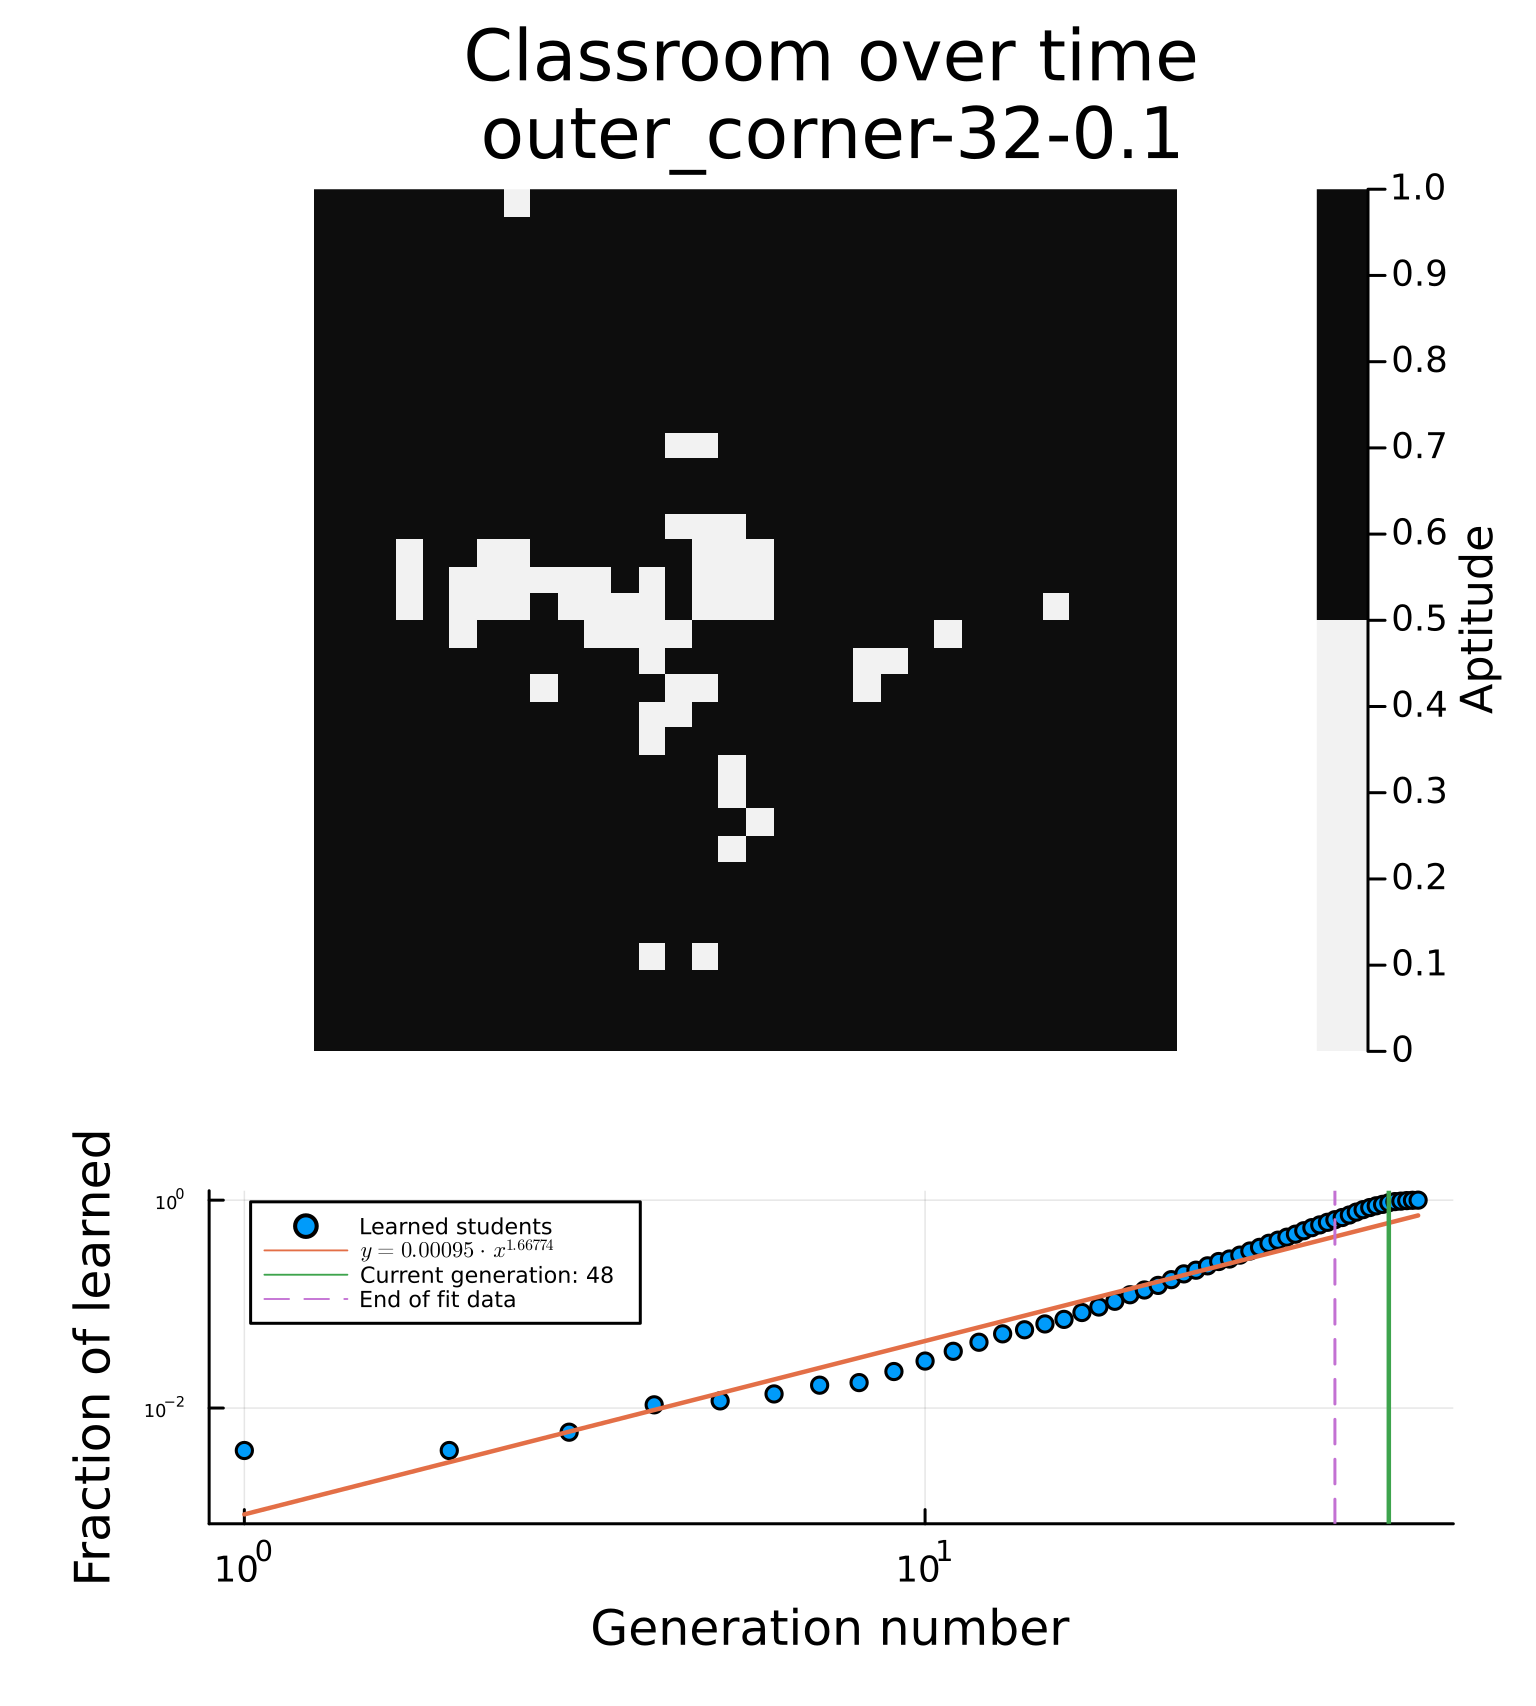 Classroom over time
outer_corner-32-0.1
1.0
0.9
0.8
0.7
0.6
0.5
0.4
0.3
0.2
0.1
0
Aptitude
Fraction of learned
10⁰
10⁻²
Learned students
y = 0.00095 · x^1.66774
Current generation: 48
End of fit data
10⁰
10¹
Generation number